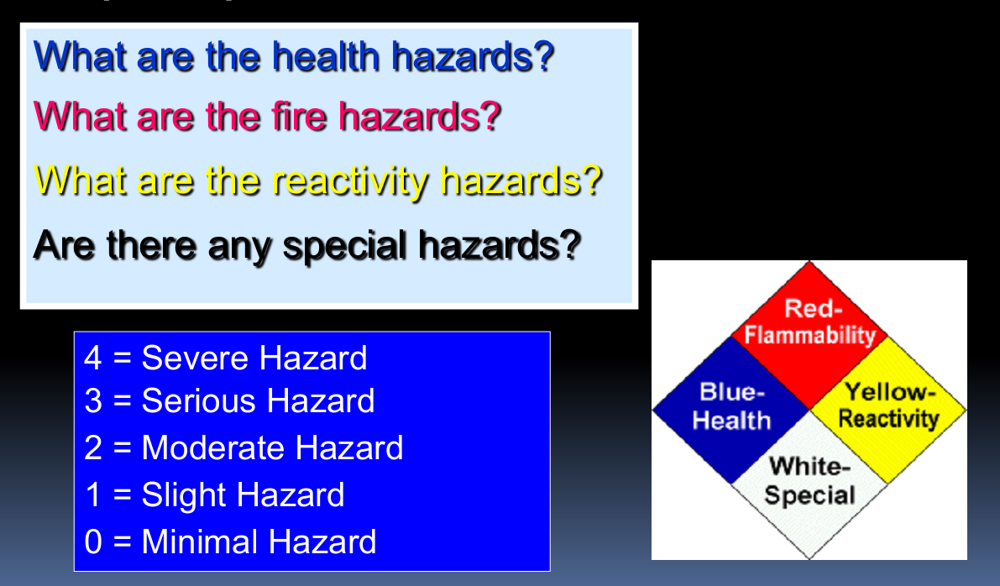 What are the health hazards?
What are the fire hazards?
What are the reactivity hazards?
Are there any special hazards?
4 = Severe Hazard
3 = Serious Hazard
2 = Moderate Hazard
1 = Slight Hazard
0 = Minimal Hazard
Red-
Flammability
Blue-
Health
Yellow-
Reactivity
White-
Special